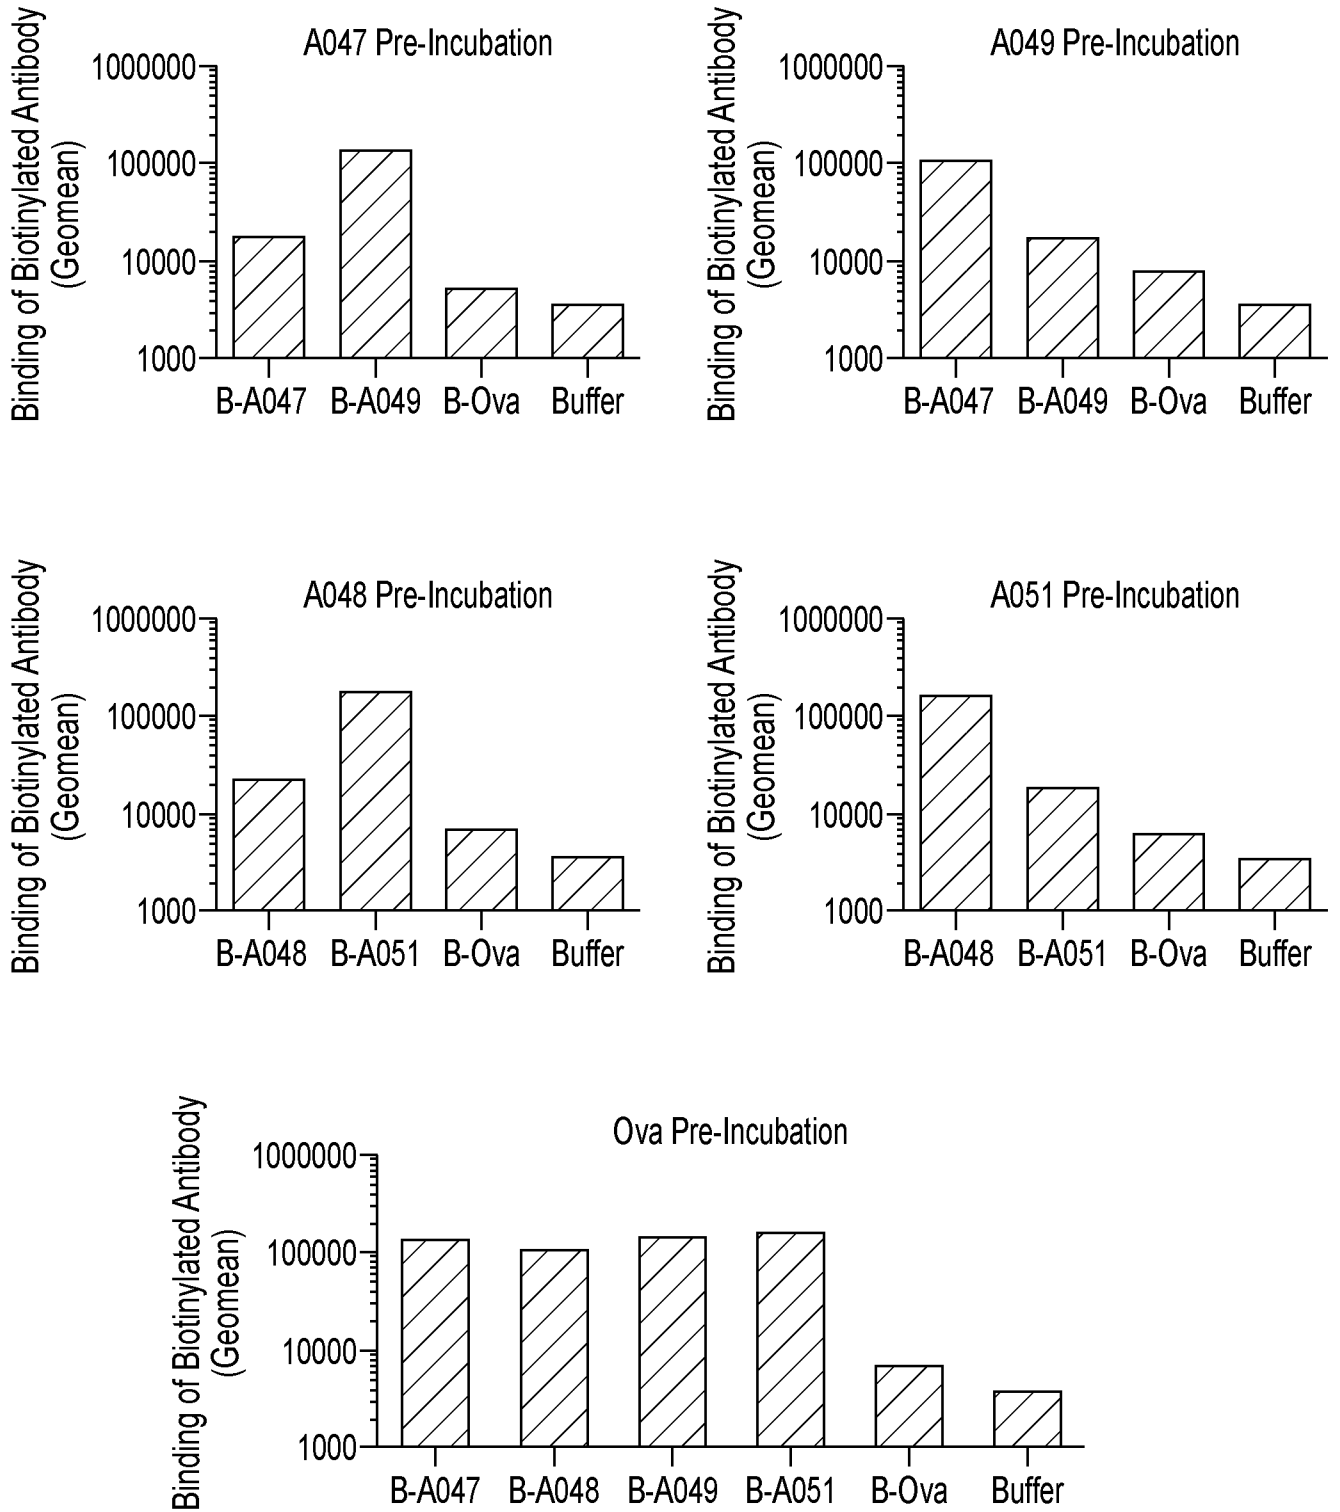 A047 Pre-Incubation
Binding of Biotinylated Antibody
(Geomean)
1000000
100000
10000
1000
B-A047 B-A049 B-Ova Buffer
A049 Pre-Incubation
Binding of Biotinylated Antibody
(Geomean)
1000000
100000
10000
1000
B-A047 B-A049 B-Ova Buffer
A048 Pre-Incubation
Binding of Biotinylated Antibody
(Geomean)
1000000
100000
10000
1000
B-A048 B-A051 B-Ova Buffer
A051 Pre-Incubation
Binding of Biotinylated Antibody
(Geomean)
1000000
100000
10000
1000
B-A048 B-A051 B-Ova Buffer
Ova Pre-Incubation
Binding of Biotinylated Antibody
(Geomean)
1000000
100000
10000
1000
B-A047 B-A048 B-A049 B-A051 B-Ova Buffer